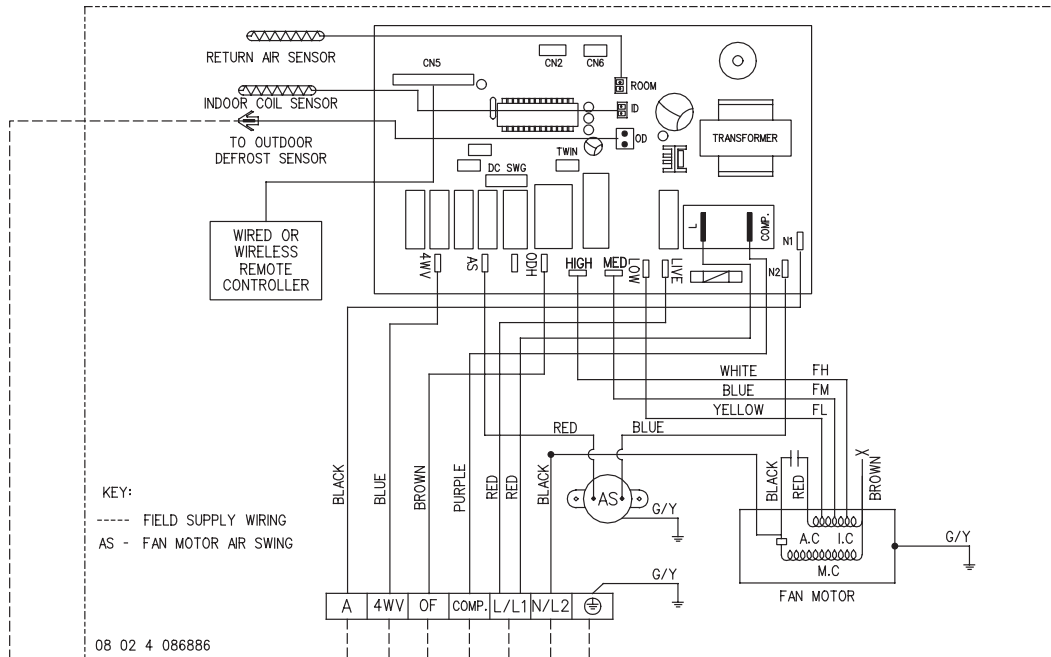 RETURN AIR SENSOR
CN2
CN6
CN5
ROOM
INDOOR COIL SENSOR
ID
TO OUTDOOR
DEFROST SENSOR
OD
TRANSFORMER
TWIN
DC SWG
WIRED OR
WIRELESS
REMOTE
CONTROLLER
L
COMP.
N1
4WV
AS
ODH
HIGH
MED
LOW
LIVE
N2
WHITE
FH
BLUE
FM
YELLOW
FL
RED
BLUE
BLACK
BLUE
BROWN
PURPLE
RED
RED
BLACK
BLACK
RED
X
BROWN
KEY:
---- FIELD SUPPLY WIRING
AS - FAN MOTOR AIR SWING
AS
G/Y
A.C
I.C
M.C
G/Y
G/Y
FAN MOTOR
A
4WV
OF
COMP.
L/L1
N/L2
08 02 4 086886